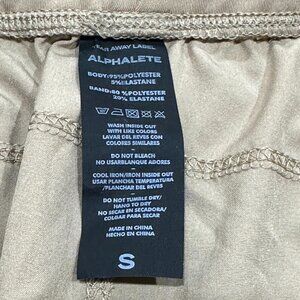 TEAR AWAY LABEL
ALPHALETE
BODY: 95% POLYESTER
5% ELASTANE
BAND: 80 % POLYESTER
20% ELASTANE
WASH INSIDE OUT
WITH LIKE COLORS
LAVAR DEL REVES CON
COLORES SIMILARES
-
DO NOT BLEACH
NO USARBLANQUE ADORES
-
COOL IRON/IRON INSIDE OUT
USAR PLANCHA TEMPERATURA
/PLANCHAR DEL REVES
-
DO NOT TUMBLE DRY/
HANG TO DRY
NO SECAR EN SECADORA/
COLGAR PARA SECAR
-
MADE IN CHINA
HECHO EN CHINA
S